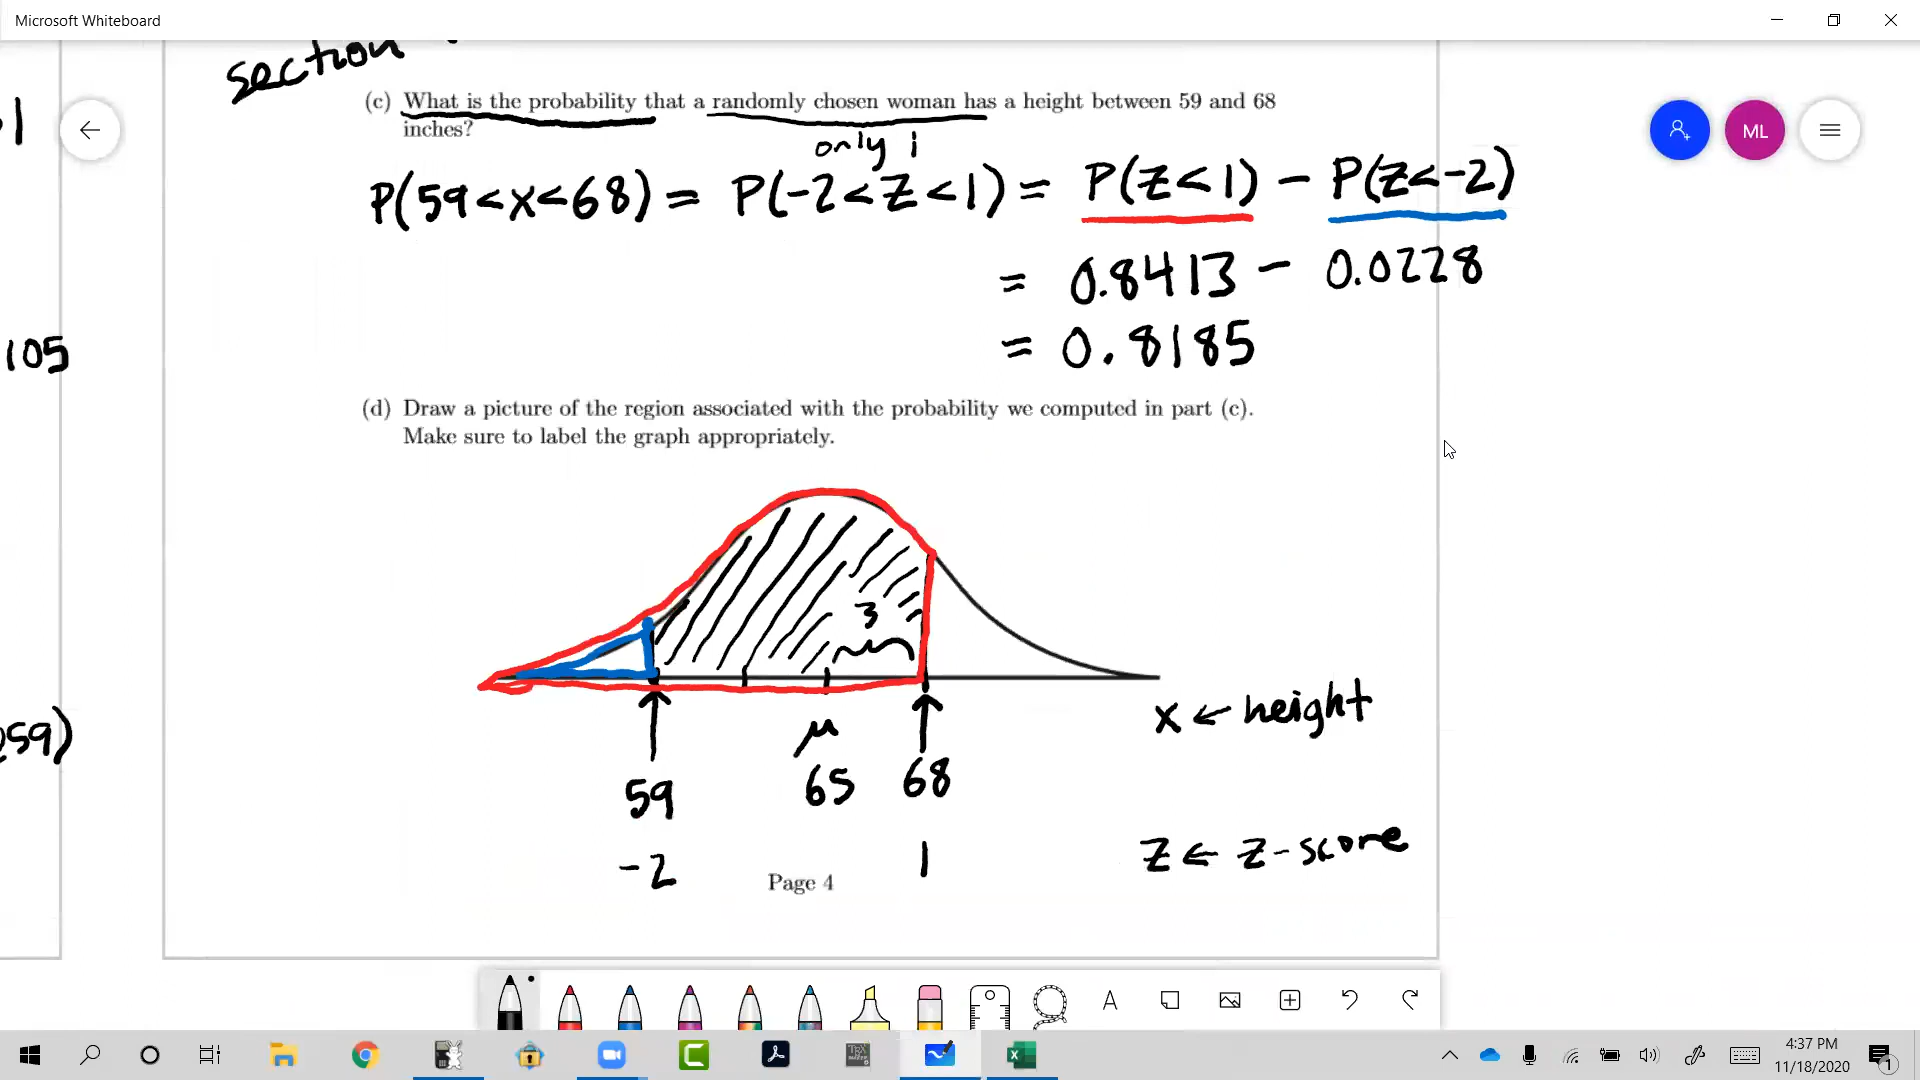 Microsoft Whiteboard
section
(c) What is the probability that a randomly chosen woman has a height between 59 and 68
inches?
only 1
P(59<x<68) = P(-2<Z<1) = P(Z<1) - P(Z<-2)
= 0.8413 - 0.0228
= 0.8185
105
(d) Draw a picture of the region associated with the probability we computed in part (c).
Make sure to label the graph appropriately.
3
259)
μ
x ← height
59 65 68
-2 1
Z ← Z-score
Page 4
ML
A
4:37 PM
11/18/2020
1